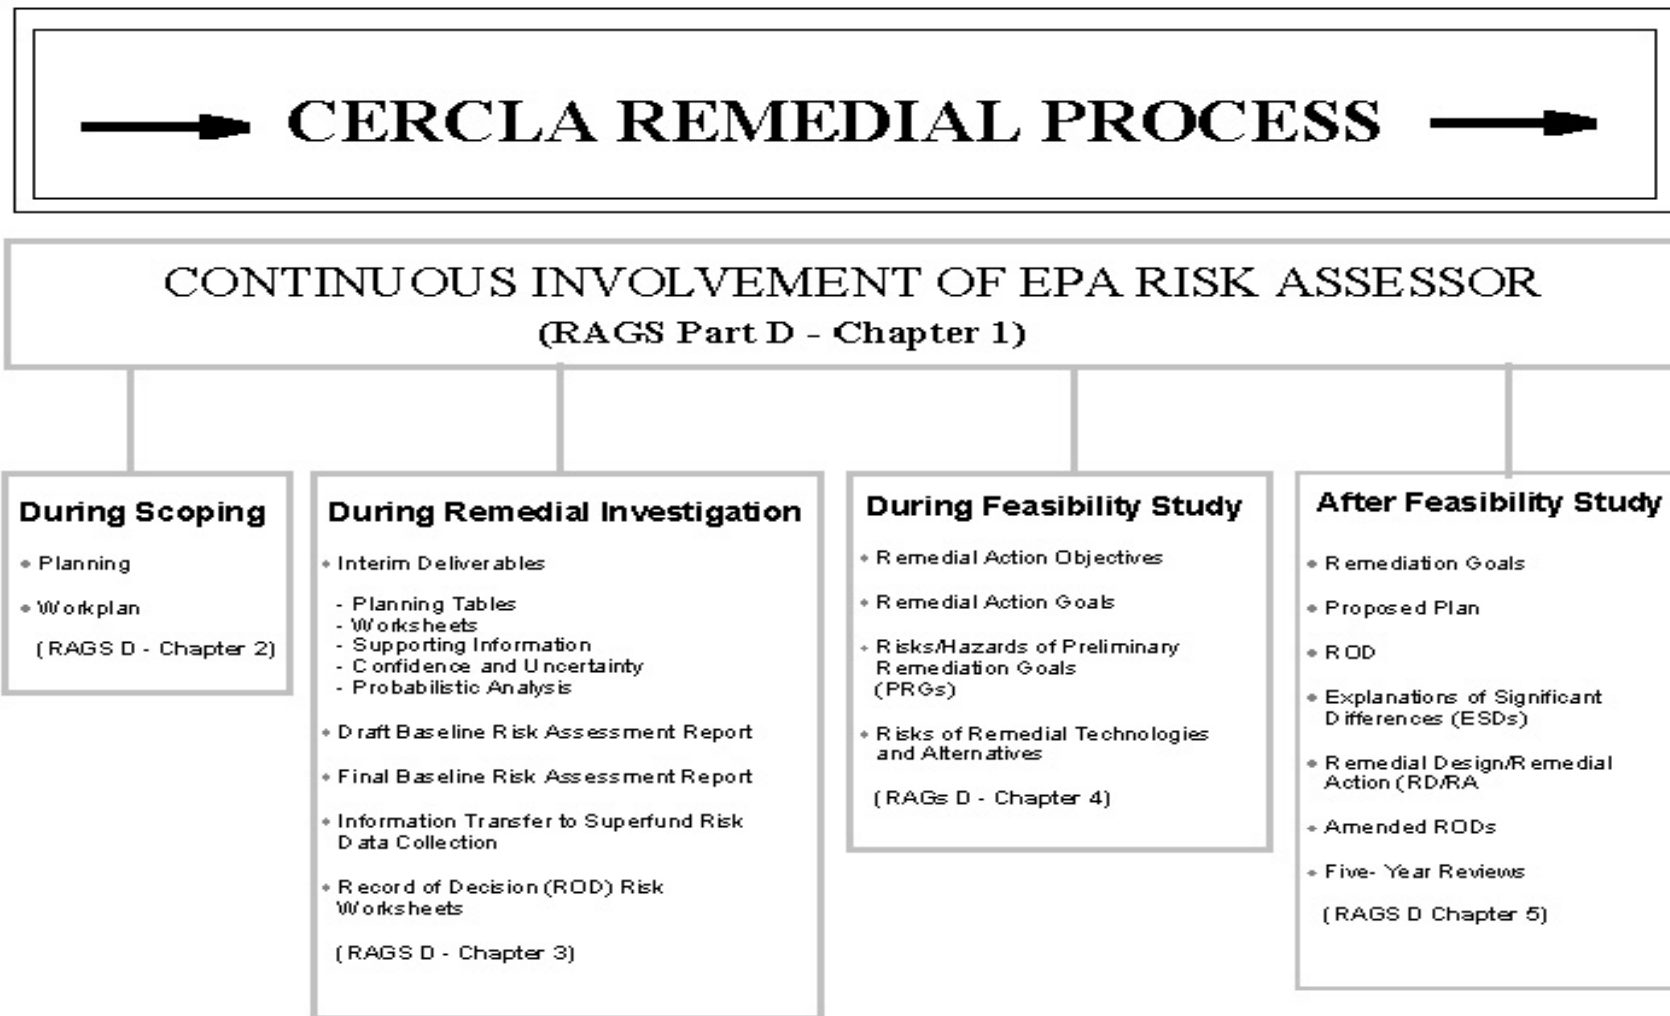 CERCLA REMEDIAL PROCESS
CONTINUOUS INVOLVEMENT OF EPA RISK ASSESSOR
(RAGS Part D - Chapter 1)
During Scoping
• Planning
• Workplan
(RAGS D - Chapter 2)
During Remedial Investigation
• Interim Deliverables
- Planning Tables
- Worksheets
- Supporting Information
- Confidence and Uncertainty
- Probabilistic Analysis
• Draft Baseline Risk Assessment Report
• Final Baseline Risk Assessment Report
• Information Transfer to Superfund Risk
Data Collection
• Record of Decision (ROD) Risk
Worksheets
(RAGS D - Chapter 3)
During Feasibility Study
• Remedial Action Objectives
• Remedial Action Goals
• Risks/Hazards of Preliminary
Remediation Goals
(PRGs)
• Risks of Remedial Technologies
and Alternatives
(RAGs D - Chapter 4)
After Feasibility Study
• Remediation Goals
• Proposed Plan
• ROD
• Explanations of Significant
Differences (ESDs)
• Remedial Design/Remedial
Action (RD/RA
• Amended RODs
• Five- Year Reviews
(RAGS D Chapter 5)